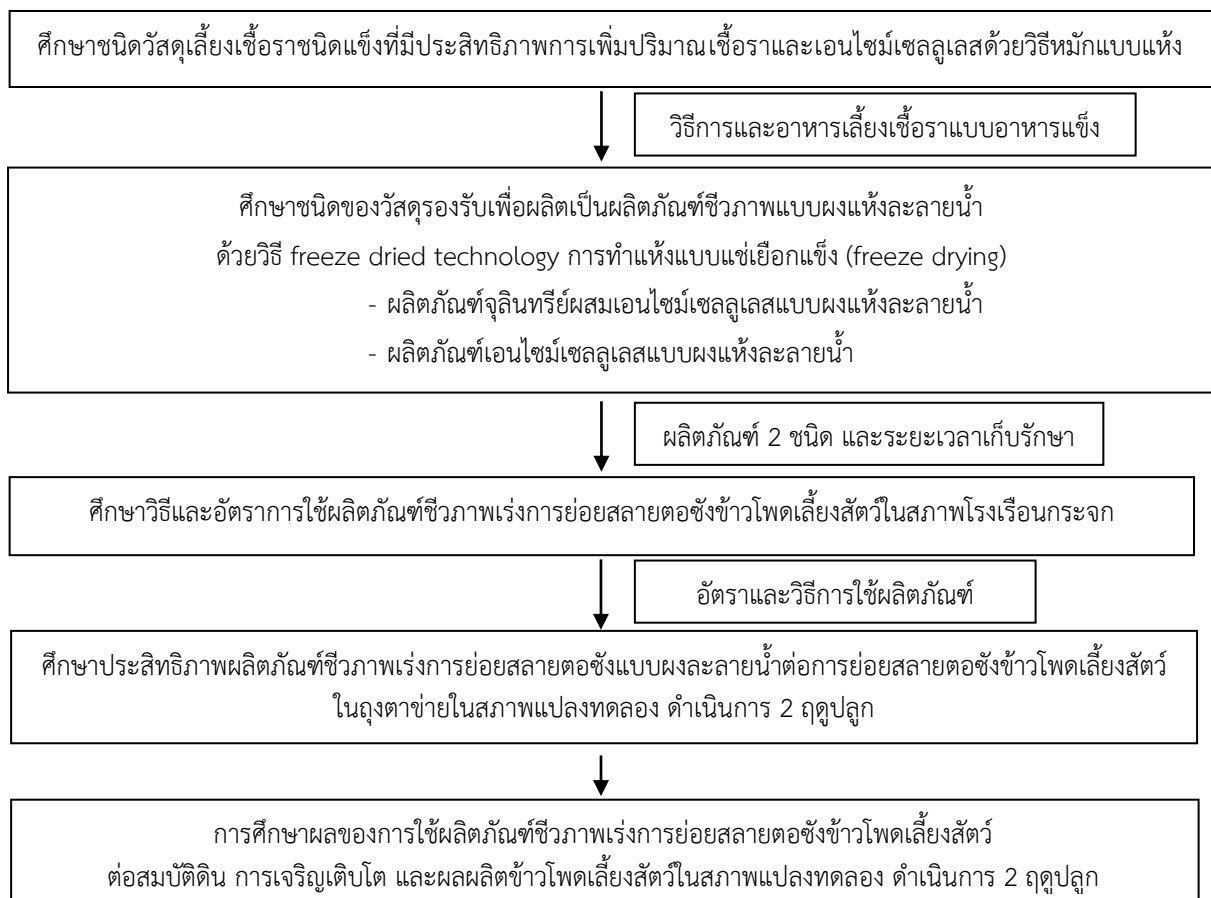 ศึกษาชนิดวัสดุเลี้ยงเชื้อราชนิดแข็งที่มีประสิทธิภาพการเพิ่มปริมาณเชื้อราและเอนไซม์เซลลูเลสด้วยวิธีหมักแบบแห้ง
วิธีการและอาหารเลี้ยงเชื้อราแบบอาหารแข็ง
ศึกษาชนิดของวัสดุรองรับเพื่อผลิตเป็นผลิตภัณฑ์ชีวภาพแบบผงแห้งละลายน้ำ
ด้วยวิธี freeze dried technology การทำแห้งแบบแช่เยือกแข็ง (freeze drying)
- ผลิตภัณฑ์จุลินทรีย์ผสมเอนไซม์เซลลูเลสแบบผงแห้งละลายน้ำ
- ผลิตภัณฑ์เอนไซม์เซลลูเลสแบบผงแห้งละลายน้ำ
ผลิตภัณฑ์ 2 ชนิด และระยะเวลาเก็บรักษา
ศึกษาวิธีและอัตราการใช้ผลิตภัณฑ์ชีวภาพเร่งการย่อยสลายตอซังข้าวโพดเลี้ยงสัตว์ในสภาพโรงเรือนกระจก
อัตราและวิธีการใช้ผลิตภัณฑ์
ศึกษาประสิทธิภาพผลิตภัณฑ์ชีวภาพเร่งการย่อยสลายตอซังแบบผงละลายน้ำต่อการย่อยสลายตอซังข้าวโพดเลี้ยงสัตว์
ในถุงตาข่ายในสภาพแปลงทดลอง ดำเนินการ 2 ฤดูปลูก
การศึกษาผลของการใช้ผลิตภัณฑ์ชีวภาพเร่งการย่อยสลายตอซังข้าวโพดเลี้ยงสัตว์
ต่อสมบัติดิน การเจริญเติบโต และผลผลิตข้าวโพดเลี้ยงสัตว์ในสภาพแปลงทดลอง ดำเนินการ 2 ฤดูปลูก